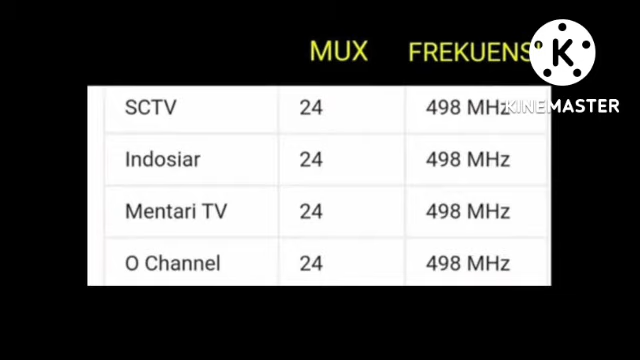 MUX FREKUENSI
KINEMASTER
SCTV 24 498 MHz
Indosiar 24 498 MHz
Mentari TV 24 498 MHz
O Channel 24 498 MHz